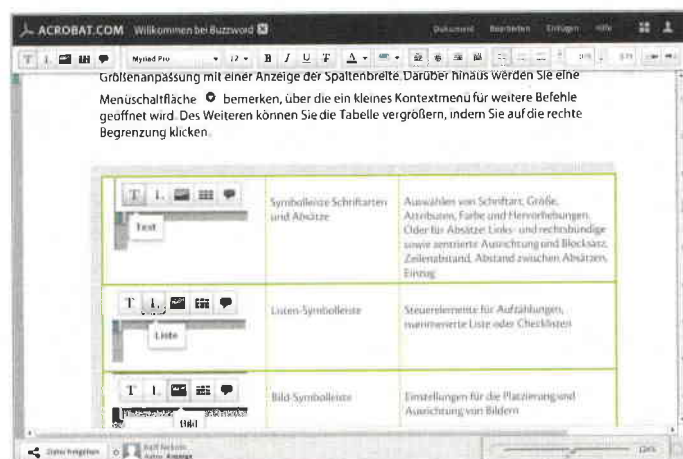 ACROBAT.COM Willkommen bei Buzzword
Dokument Bearbeiten Einfügen Hilfe
Myriad Pro 12 B I U T A
Größenanpassung mit einer Anzeige der Spaltenbreite. Darüber hinaus werden Sie eine
Menüschaltfläche bemerken, über die ein kleines Kontextmenü für weitere Befehle
geöffnet wird. Des Weiteren können Sie die Tabelle vergrößern, indem Sie auf die rechte
Begrenzung klicken.
T 1.
Text
Symbolleiste Schriftarten
und Absätze
Auswählen von Schriftart, Größe,
Attributen, Farbe und Hervorhebungen.
Oder für Absätze: Links- und rechtsbündige
sowie zentrierte Ausrichtung und Blocksatz,
Zeilenabstand, Abstand zwischen Absätzen,
Einzug
T 1.
Liste
Listen-Symbolleiste
Steuerelemente für Aufzählungen,
nummerierte Liste oder Checklisten
T 1.
Bild
Bild-Symbolleiste
Einstellungen für die Platzierung und
Ausrichtung von Bildern
Datei freigeben